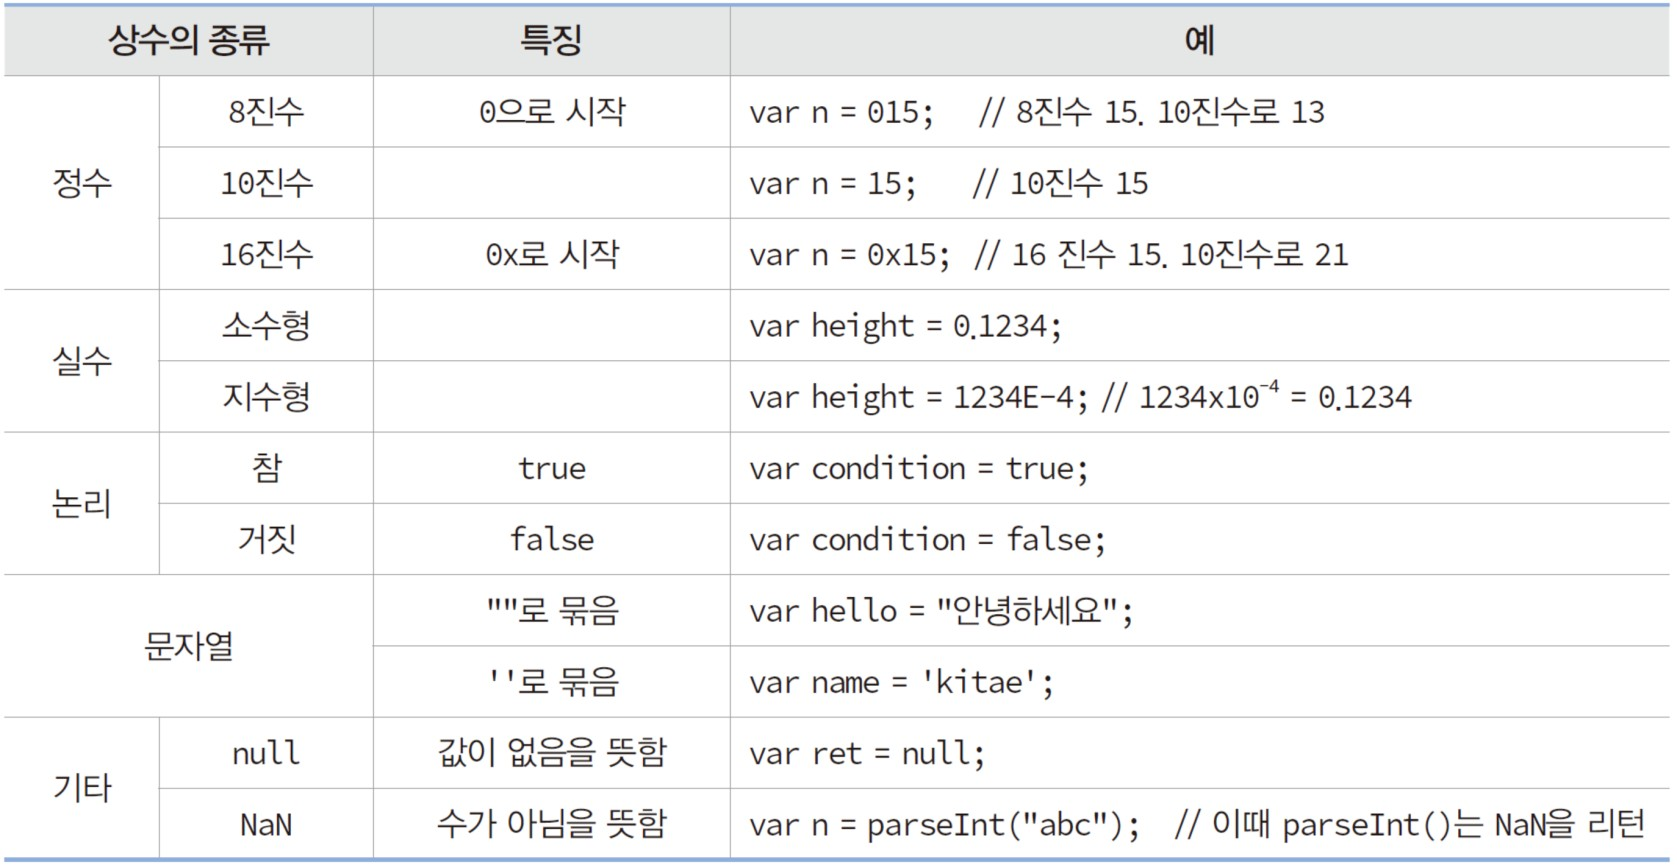 상수의 종류 특징 예
정수
8진수 0으로 시작 var n = 015; // 8진수 15. 10진수로 13
10진수 var n = 15; // 10진수 15
16진수 0x로 시작 var n = 0x15; // 16 진수 15. 10진수로 21
실수
소수형 var height = 0.1234;
지수형 var height = 1234E-4; // 1234x10⁻⁴ = 0.1234
논리
참 true var condition = true;
거짓 false var condition = false;
문자열
""로 묶음 var hello = "안녕하세요";
''로 묶음 var name = 'kitae';
기타
null 값이 없음을 뜻함 var ret = null;
NaN 수가 아님을 뜻함 var n = parseInt("abc"); // 이때 parseInt()는 NaN을 리턴